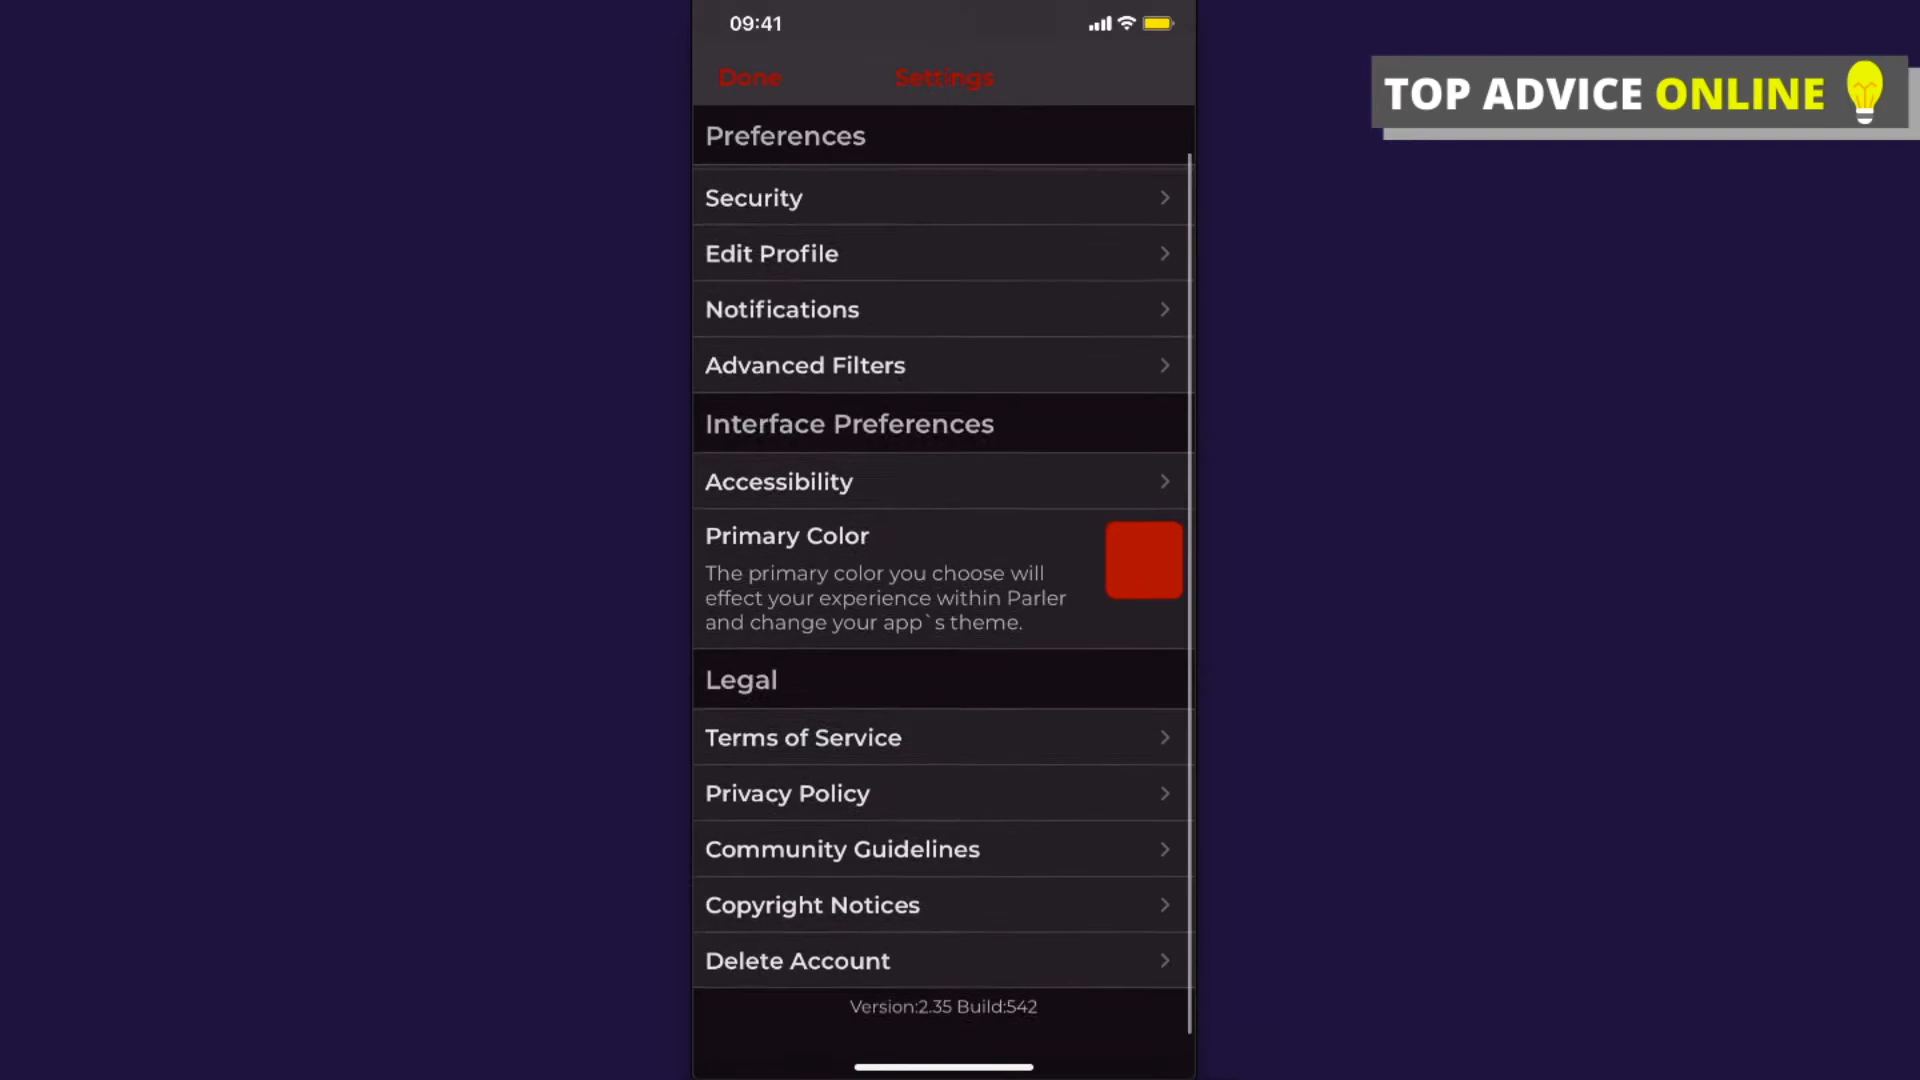 09:41
TOP ADVICE ONLINE
Done
Settings
Preferences
Security
Edit Profile
Notifications
Advanced Filters
Interface Preferences
Accessibility
Primary Color
The primary color you choose will
effect your experience within Parler
and change your app`s theme.
Legal
Terms of Service
Privacy Policy
Community Guidelines
Copyright Notices
Delete Account
Version:2.35 Build:542